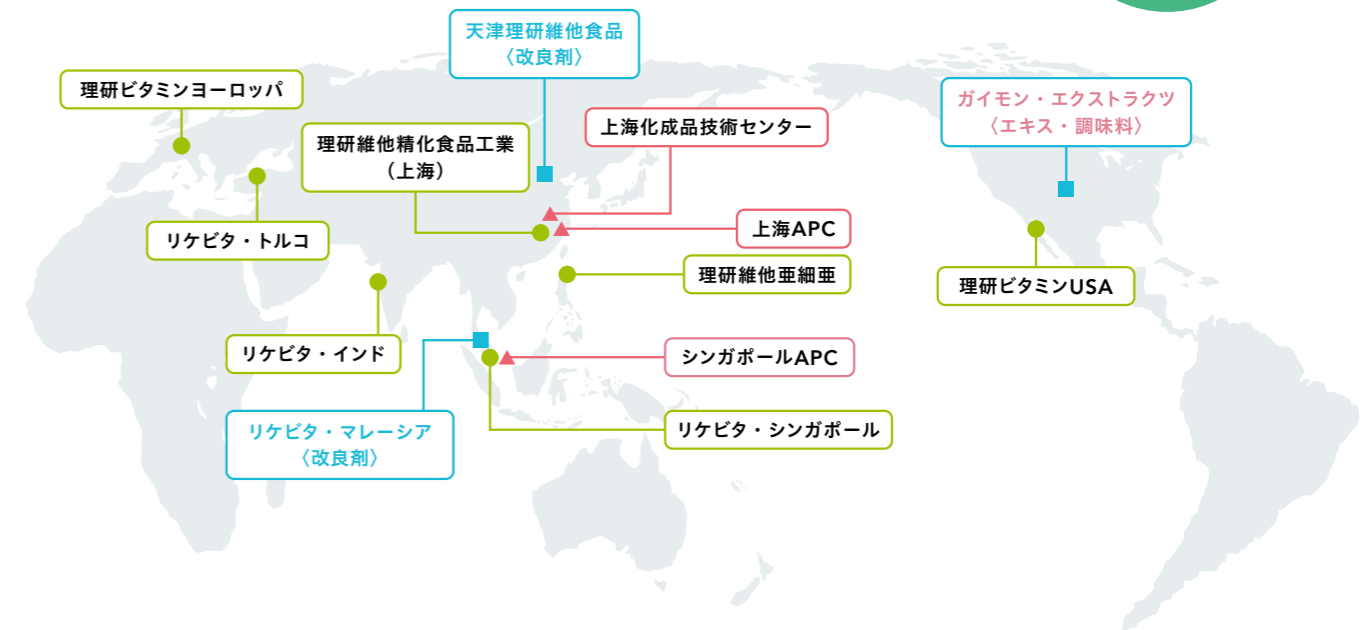 天津理研維他食品
〈改良剤〉
理研ビタミンヨーロッパ
ガイモン・エクストラクツ
〈エキス・調味料〉
上海化成品技術センター
理研維他精化食品工業
（上海）
上海APC
リケビタ・トルコ
理研維他亜細亜
理研ビタミンUSA
リケビタ・インド
シンガポールAPC
リケビタ・マレーシア
〈改良剤〉
リケビタ・シンガポール